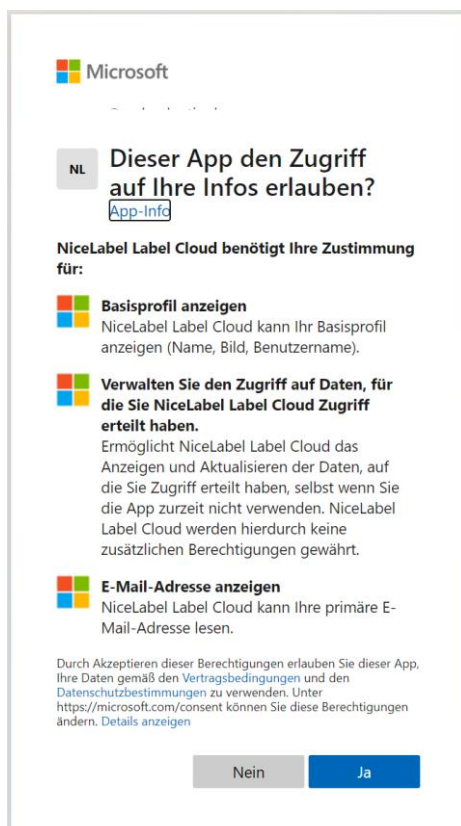 Microsoft
NL
Dieser App den Zugriff
auf Ihre Infos erlauben?
App-Info
NiceLabel Label Cloud benötigt Ihre Zustimmung
für:
Basisprofil anzeigen
NiceLabel Label Cloud kann Ihr Basisprofil
anzeigen (Name, Bild, Benutzername).
Verwalten Sie den Zugriff auf Daten, für
die Sie NiceLabel Label Cloud Zugriff
erteilt haben.
Ermöglicht NiceLabel Label Cloud das
Anzeigen und Aktualisieren der Daten, auf
die Sie Zugriff erteilt haben, selbst wenn Sie
die App zurzeit nicht verwenden. NiceLabel
Label Cloud werden hierdurch keine
zusätzlichen Berechtigungen gewährt.
E-Mail-Adresse anzeigen
NiceLabel Label Cloud kann Ihre primäre E-
Mail-Adresse lesen.
Durch Akzeptieren dieser Berechtigungen erlauben Sie dieser App,
Ihre Daten gemäß den Vertragsbedingungen und den
Datenschutzbestimmungen zu verwenden. Unter
https://microsoft.com/consent können Sie diese Berechtigungen
ändern. Details anzeigen
Nein
Ja